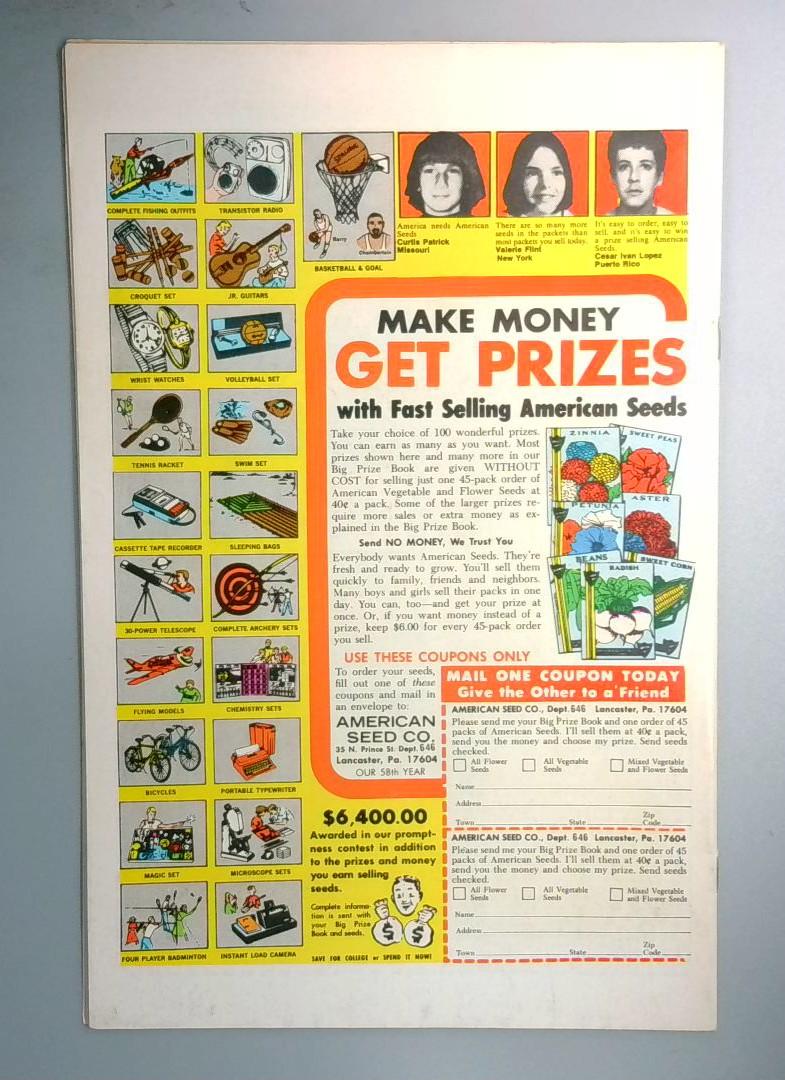 COMPLETE FISHING OUTFITS
TRANSISTOR RADIO
CROQUET SET
JR. GUITARS
WRIST WATCHES
VOLLEYBALL SET
TENNIS RACKET
SWIM SET
CASSETTE TAPE RECORDER
SLEEPING BAGS
30-POWER TELESCOPE
COMPLETE ARCHERY SETS
FLYING MODELS
CHEMISTRY SETS
BICYCLES
PORTABLE TYPEWRITER
MAGIC SET
MICROSCOPE SETS
FOUR PLAYER BADMINTON
INSTANT LOAD CAMERA
SPALDING
Barry
Chamberlain
BASKETBALL & GOAL
America needs American
Seeds
Curtis Patrick
Missouri
There are so many more
seeds in the packets than
most packets you sell today.
Valerie Flint
New York
It's easy to order, easy to
sell, and it's easy to win
a prize selling American
Seeds.
Cesar Ivan Lopez
Puerto Rico
MAKE MONEY
GET PRIZES
with Fast Selling American Seeds
Take your choice of 100 wonderful prizes.
You can earn as many as you want. Most
prizes shown here and many more in our
Big Prize Book are given WITHOUT
COST for selling just one 45-pack order of
American Vegetable and Flower Seeds at
40¢ a pack. Some of the larger prizes re-
quire more sales or extra money as ex-
plained in the Big Prize Book.
Send NO MONEY, We Trust You
Everybody wants American Seeds. They're
fresh and ready to grow. You'll sell them
quickly to family, friends and neighbors.
Many boys and girls sell their packs in one
day. You can, too—and get your prize at
once. Or, if you want money instead of a
prize, keep $6.00 for every 45-pack order
you sell.
ZINNIA
SWEET PEAS
PETUNIA
ASTER
BEANS
RADISH
SWEET CORN
USE THESE COUPONS ONLY
To order your seeds,
fill out one of these
coupons and mail in
an envelope to:
AMERICAN
SEED CO.
35 N. Prince St. Dept. 646
Lancaster, Pa. 17604
OUR 58th YEAR
$6,400.00
Awarded in our prompt-
ness contest in addition
to the prizes and money
you earn selling
seeds.
Complete informa-
tion is sent with
your Big Prize
Book and seeds.
$ $
SAVE FOR COLLEGE or SPEND IT NOW!
MAIL ONE COUPON TODAY
Give the Other to a Friend
AMERICAN SEED CO., Dept. 646 Lancaster, Pa. 17604
Please send me your Big Prize Book and one order of 45
packs of American Seeds. I'll sell them at 40¢ a pack,
send you the money and choose my prize. Send seeds
checked.
All Flower
Seeds
All Vegetable
Seeds
Mixed Vegetable
and Flower Seeds
Name
Address
Town State Zip Code
AMERICAN SEED CO., Dept. 646 Lancaster, Pa. 17604
Please send me your Big Prize Book and one order of 45
packs of American Seeds. I'll sell them at 40¢ a pack,
send you the money and choose my prize. Send seeds
checked.
All Flower
Seeds
All Vegetable
Seeds
Mixed Vegetable
and Flower Seeds
Name
Address
Town State Zip Code